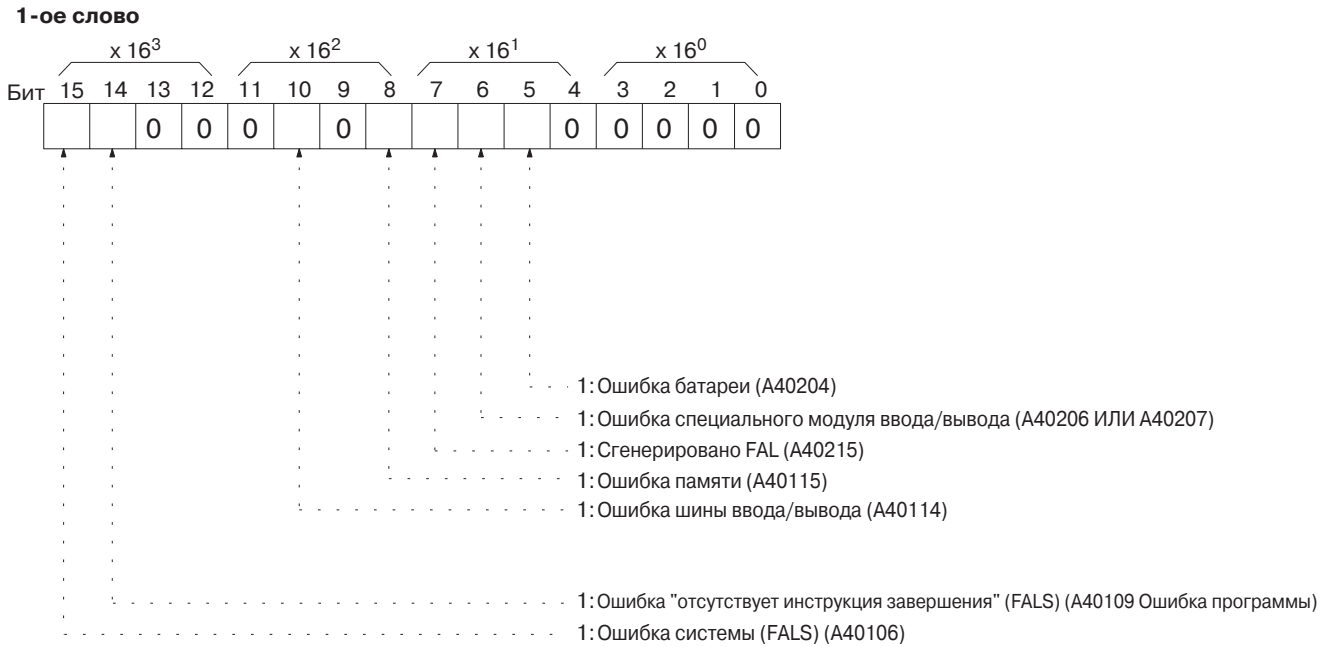 1-ое слово
x 16³ x 16² x 16¹ x 16⁰
Бит 15 14 13 12 11 10 9 8 7 6 5 4 3 2 1 0
0 0 0 0 0 0 0 0 0
1: Ошибка батареи (A40204)
1: Ошибка специального модуля ввода/вывода (A40206 ИЛИ A40207)
1: Сгенерировано FAL (A40215)
1: Ошибка памяти (A40115)
1: Ошибка шины ввода/вывода (A40114)
1: Ошибка "отсутствует инструкция завершения" (FALS) (A40109 Ошибка программы)
1: Ошибка системы (FALS) (A40106)